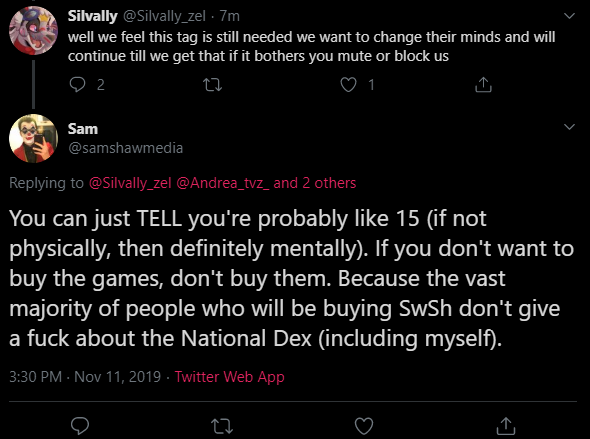 Silvally @Silvally_zel · 7m
well we feel this tag is still needed we want to change their minds and will
continue till we get that if it bothers you mute or block us
2 1
Sam
@samshawmedia
Replying to @Silvally_zel @Andrea_tvz_ and 2 others
You can just TELL you're probably like 15 (if not
physically, then definitely mentally). If you don't want to
buy the games, don't buy them. Because the vast
majority of people who will be buying SwSh don't give
a fuck about the National Dex (including myself).
3:30 PM · Nov 11, 2019 · Twitter Web App